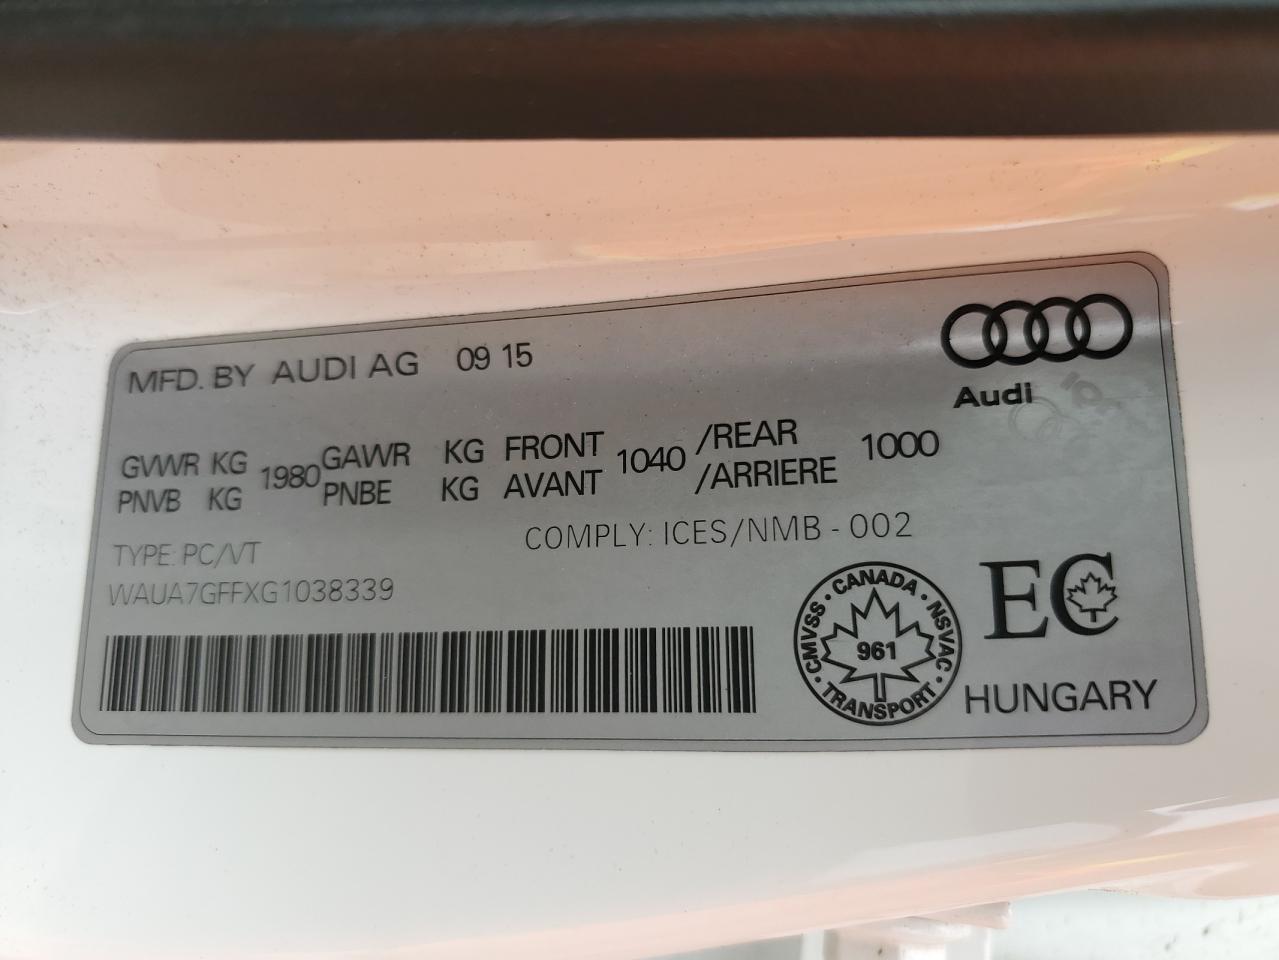 MFD. BY AUDI AG 09 15
Audi
GVWR KG 1980 GAWR KG FRONT 1040 /REAR 1000
PNVB KG PNBE KG AVANT /ARRIERE
COMPLY: ICES/NMB - 002
TYPE: PC/VT
WAUA7GFFXG1038339
CANADA
CMVSS · NSVAC
961
TRANSPORT
EC
HUNGARY